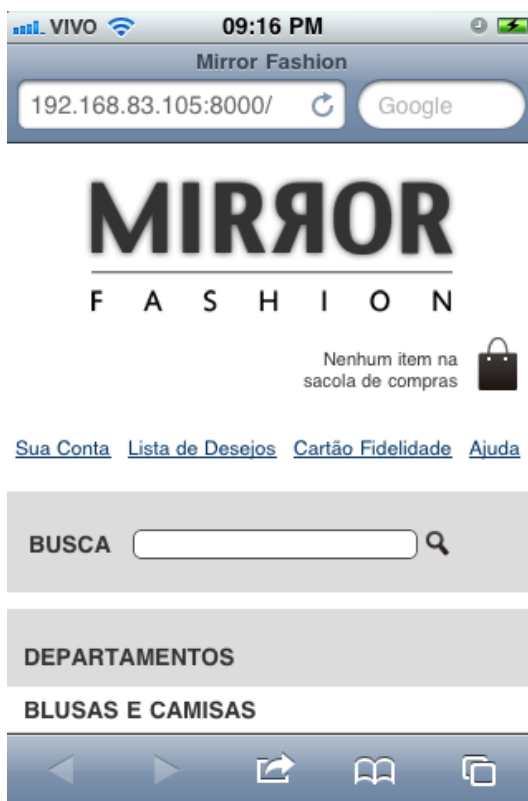 VIVO 09:16 PM
Mirror Fashion
192.168.83.105:8000/ Google
MIRROR
FASHION
Nenhum item na
sacola de compras
Sua Conta Lista de Desejos Cartão Fidelidade Ajuda
BUSCA
DEPARTAMENTOS
BLUSAS E CAMISAS